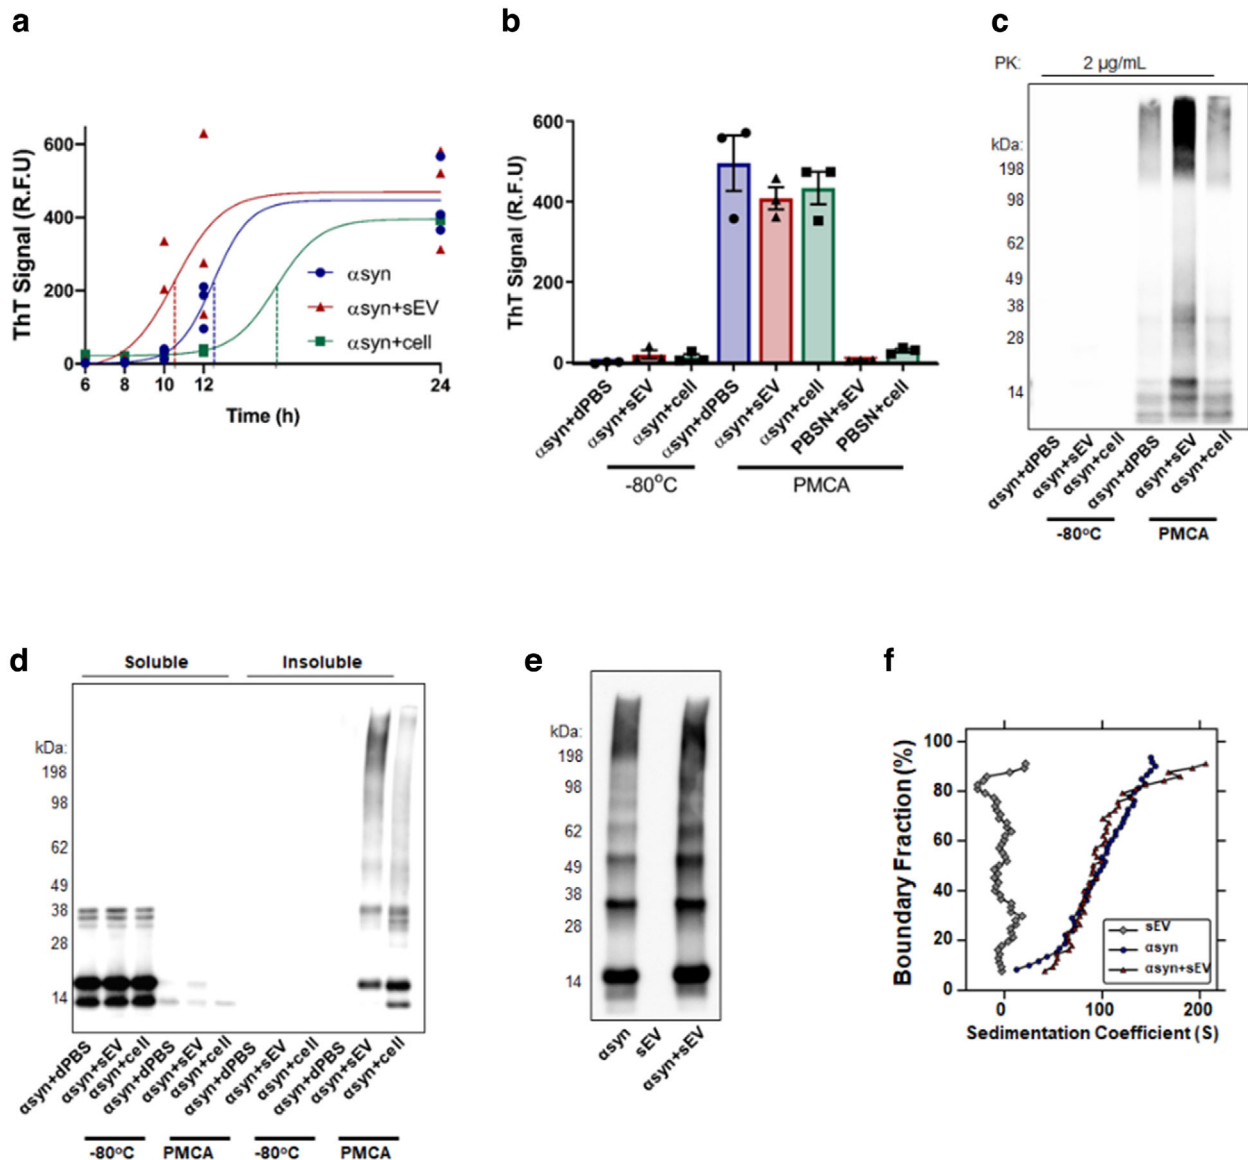 a
ThT Signal (R.F.U)
600
400
200
0
6
8
10
12
24
Time (h)
αsyn
αsyn+sEV
αsyn+cell
b
ThT Signal (R.F.U)
600
400
200
0
αsyn+dPBS
αsyn+sEV
αsyn+cell
αsyn+dPBS
αsyn+sEV
αsyn+cell
PBSN+sEV
PBSN+cell
-80°C
PMCA
c
PK: 2 µg/mL
kDa:
198
98
62
49
38
28
14
αsyn+dPBS
αsyn+sEV
αsyn+cell
αsyn+dPBS
αsyn+sEV
αsyn+cell
-80°C
PMCA
d
Soluble
Insoluble
kDa:
198
98
62
49
38
28
14
αsyn+dPBS
αsyn+sEV
αsyn+cell
αsyn+dPBS
αsyn+sEV
αsyn+cell
αsyn+dPBS
αsyn+sEV
αsyn+cell
αsyn+dPBS
αsyn+sEV
αsyn+cell
-80°C
PMCA
-80°C
PMCA
e
kDa:
198
98
62
49
38
28
14
αsyn
sEV
αsyn+sEV
f
Boundary Fraction (%)
100
80
60
40
20
0
0
100
200
Sedimentation Coefficient (S)
sEV
αsyn
αsyn+sEV